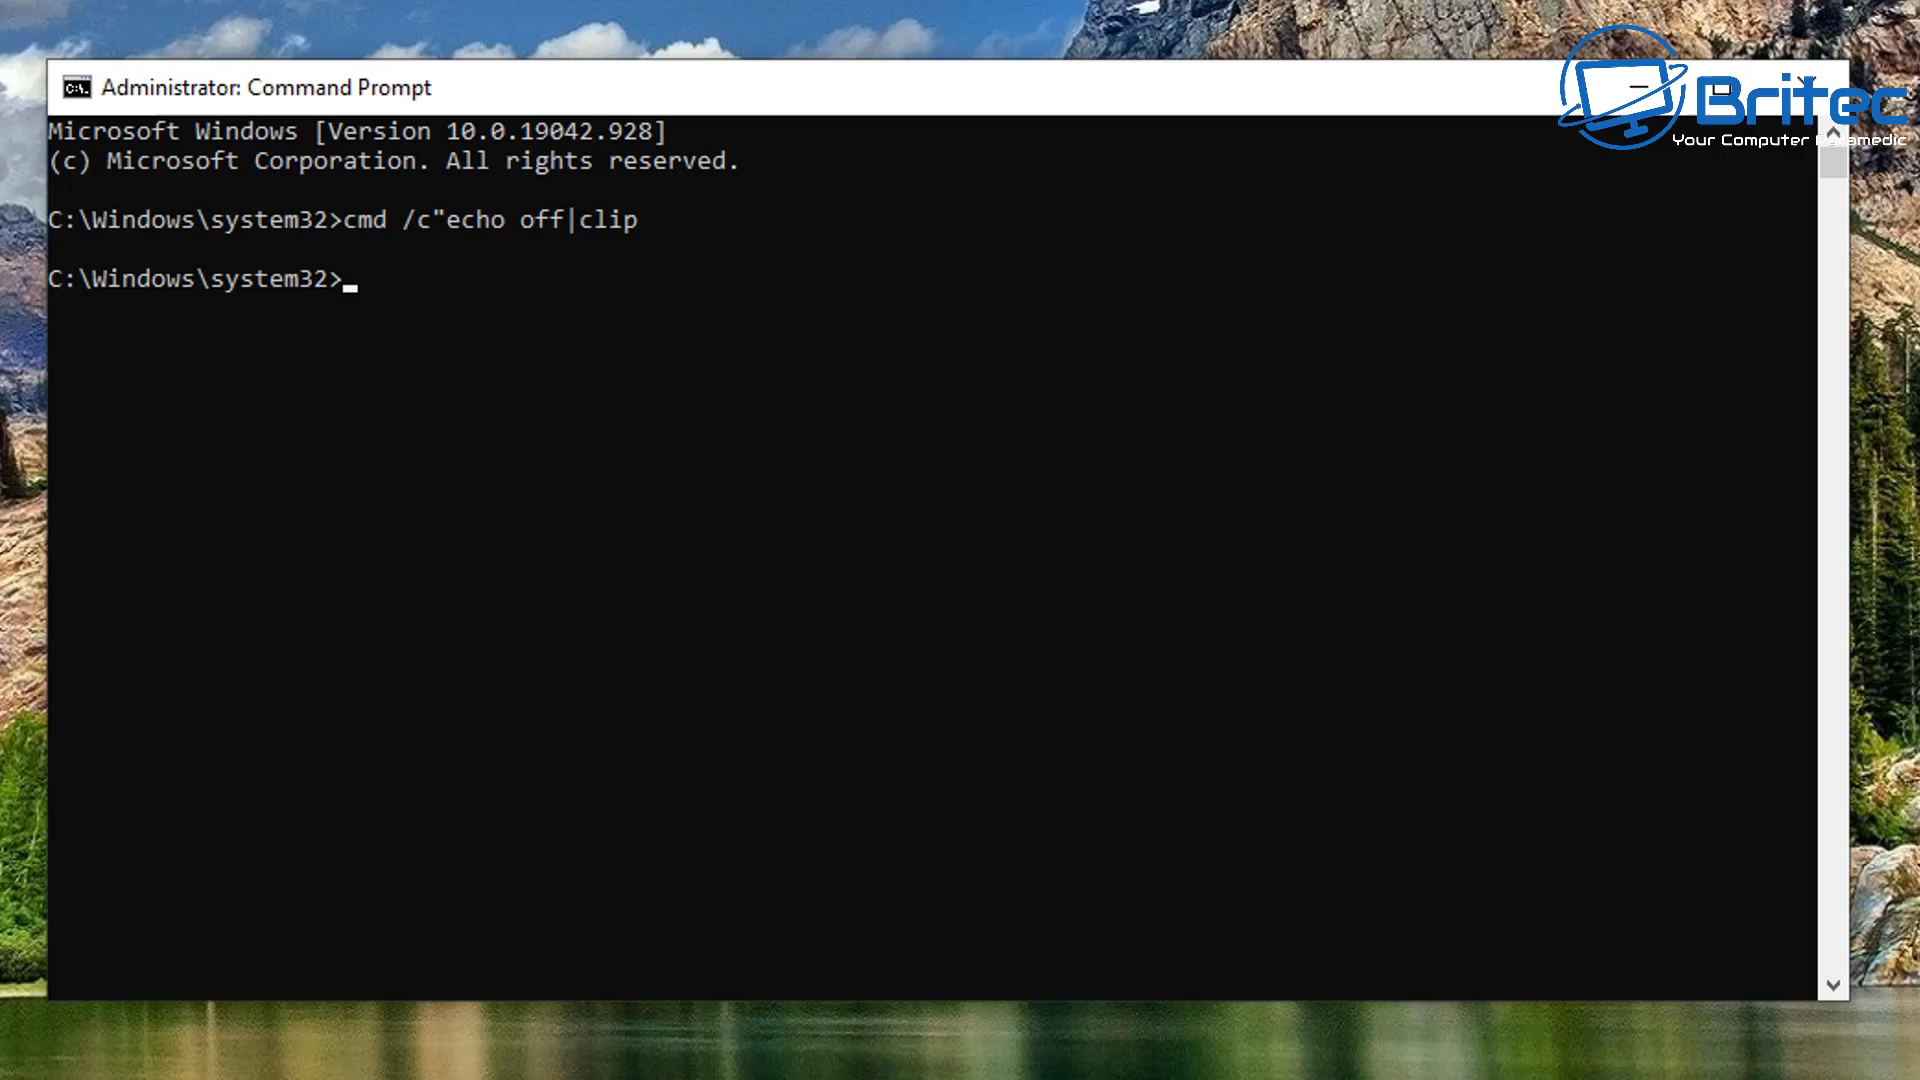 Administrator: Command Prompt
Britec
Your Computer Paramedic
Microsoft Windows [Version 10.0.19042.928]
(c) Microsoft Corporation. All rights reserved.
C:\Windows\system32>cmd /c"echo off|clip
C:\Windows\system32>